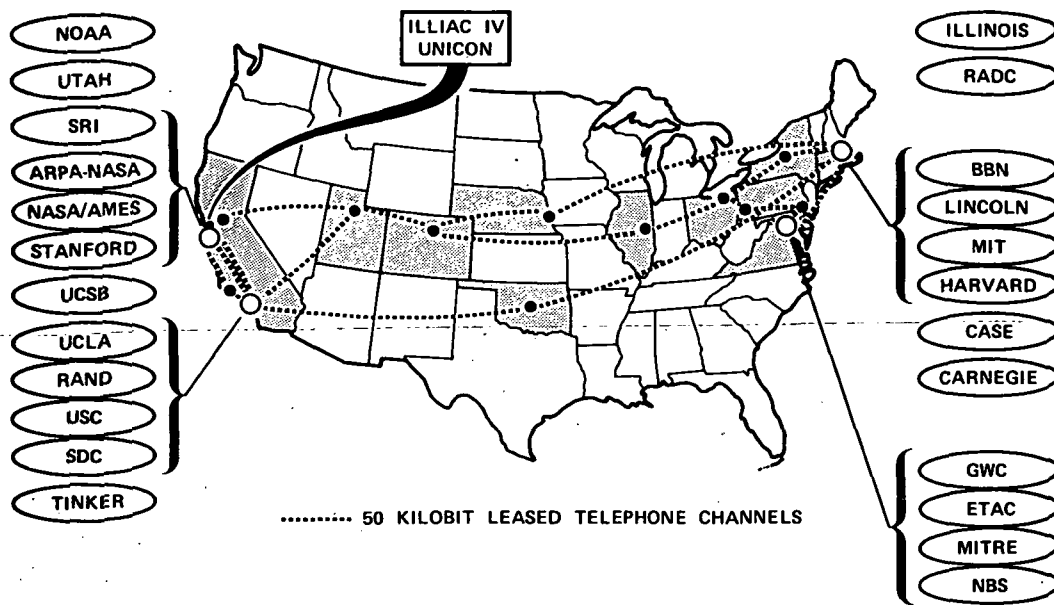 NOAA
UTAH
SRI
ARPA-NASA
NASA/AMES
STANFORD
UCSB
UCLA
RAND
USC
SDC
TINKER
ILLIAC IV
UNICON
ILLINOIS
RADC
BBN
LINCOLN
MIT
HARVARD
CASE
CARNEGIE
GWC
ETAC
MITRE
NBS
50 KILOBIT LEASED TELEPHONE CHANNELS